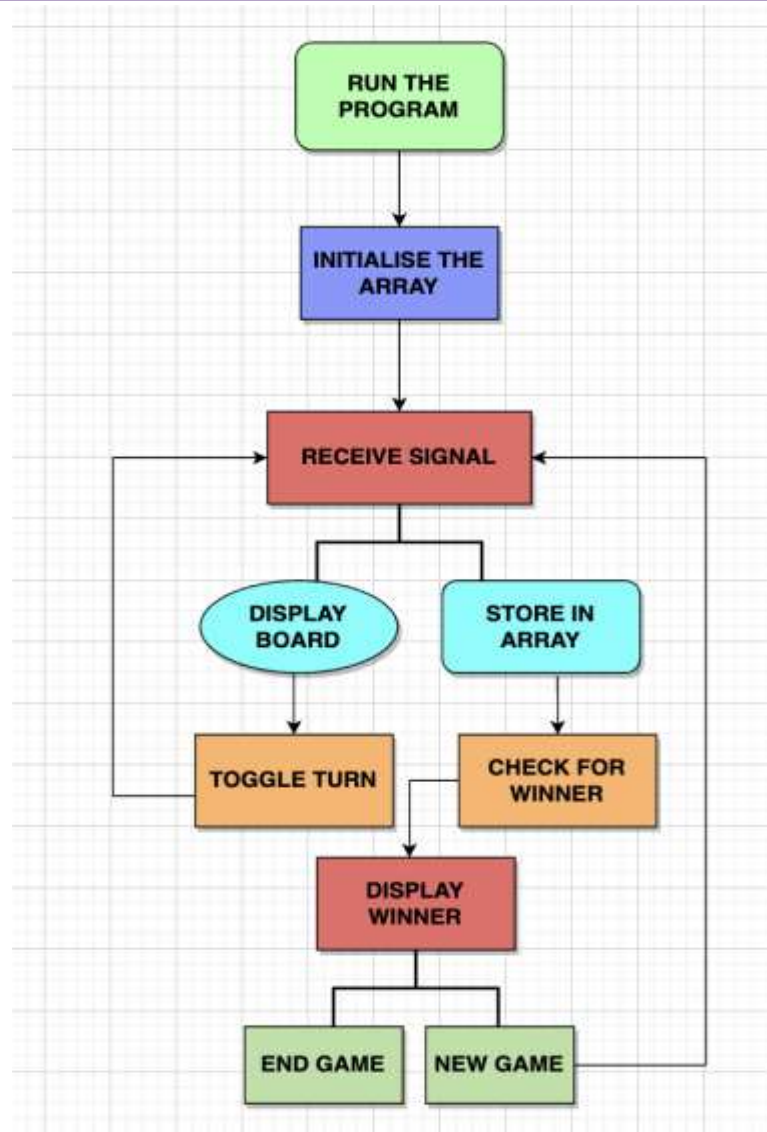 RUN THE
PROGRAM
INITIALISE THE
ARRAY
RECEIVE SIGNAL
DISPLAY
BOARD
STORE IN
ARRAY
TOGGLE TURN
CHECK FOR
WINNER
DISPLAY
WINNER
END GAME
NEW GAME